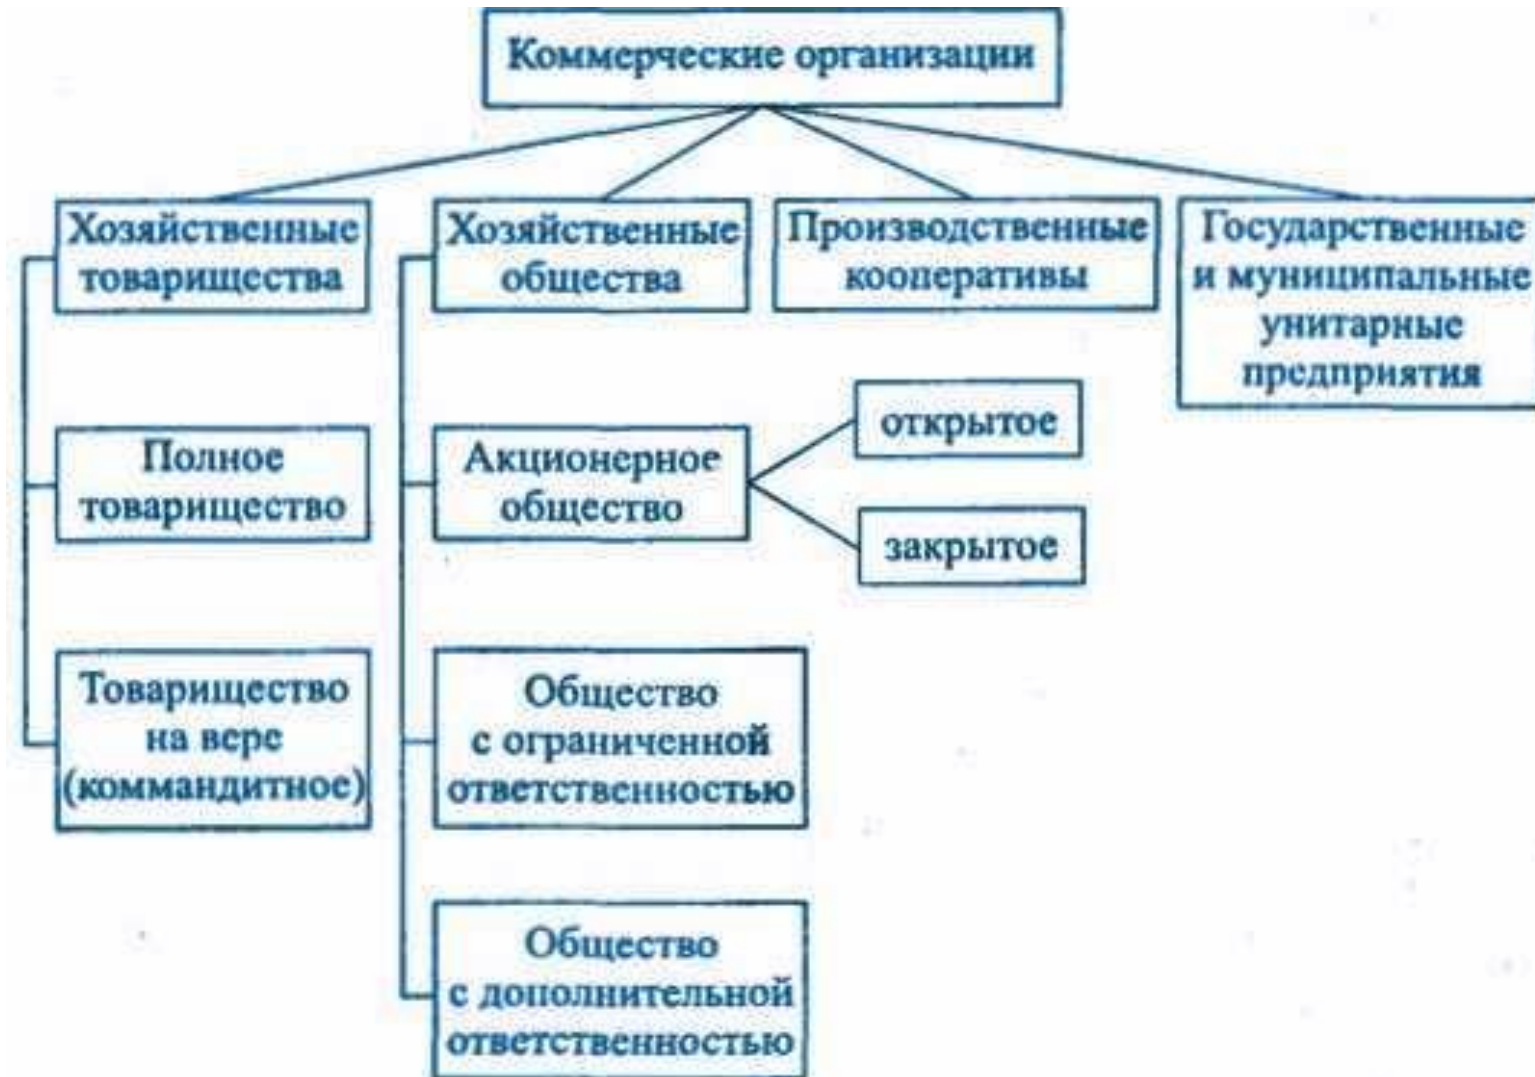 Коммерческие организации
Хозяйственные
товарищества
Хозяйственные
общества
Производственные
кооперативы
Государственные
и муниципальные
унитарные
предприятия
Полное
товарищество
Акционерное
общество
открытое
закрытое
Товарищество
на вере
(коммандитное)
Общество
с ограниченной
ответственностью
Общество
с дополнительной
ответственностью